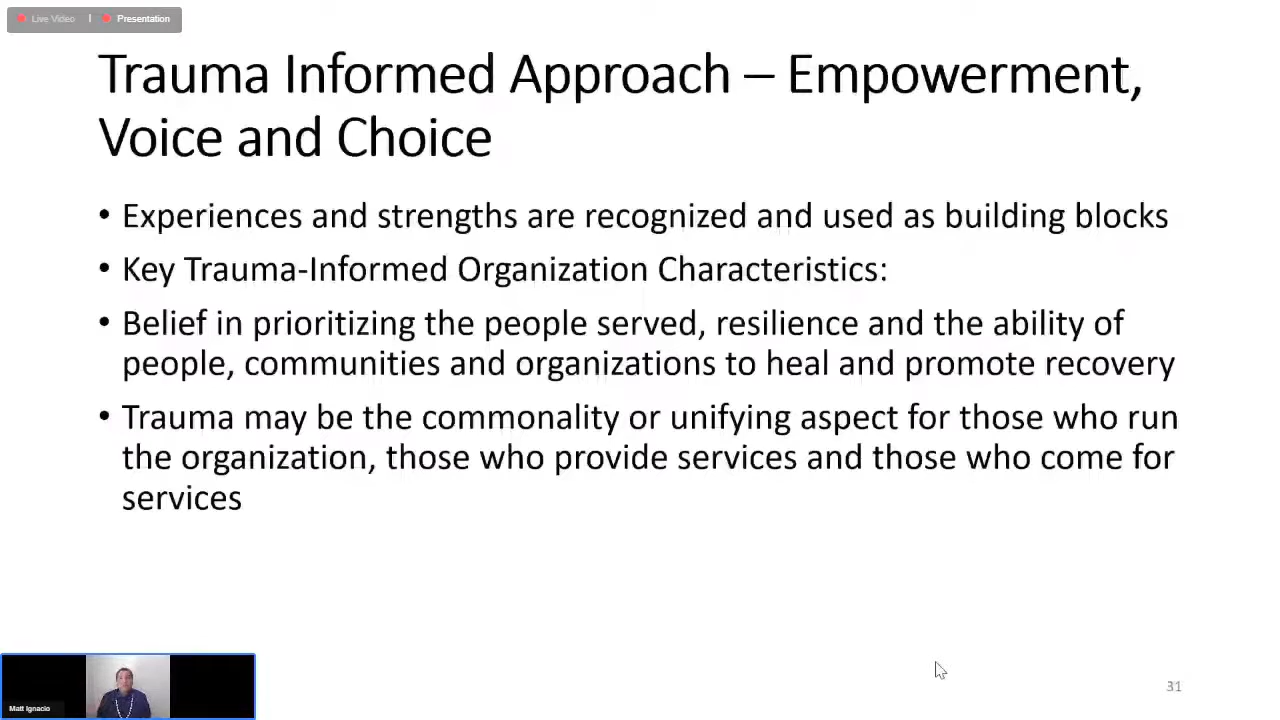 Live Video | Presentation
Trauma Informed Approach – Empowerment,
Voice and Choice
• Experiences and strengths are recognized and used as building blocks
• Key Trauma-Informed Organization Characteristics:
• Belief in prioritizing the people served, resilience and the ability of
people, communities and organizations to heal and promote recovery
• Trauma may be the commonality or unifying aspect for those who run
the organization, those who provide services and those who come for
services
Matt Ignacio
31